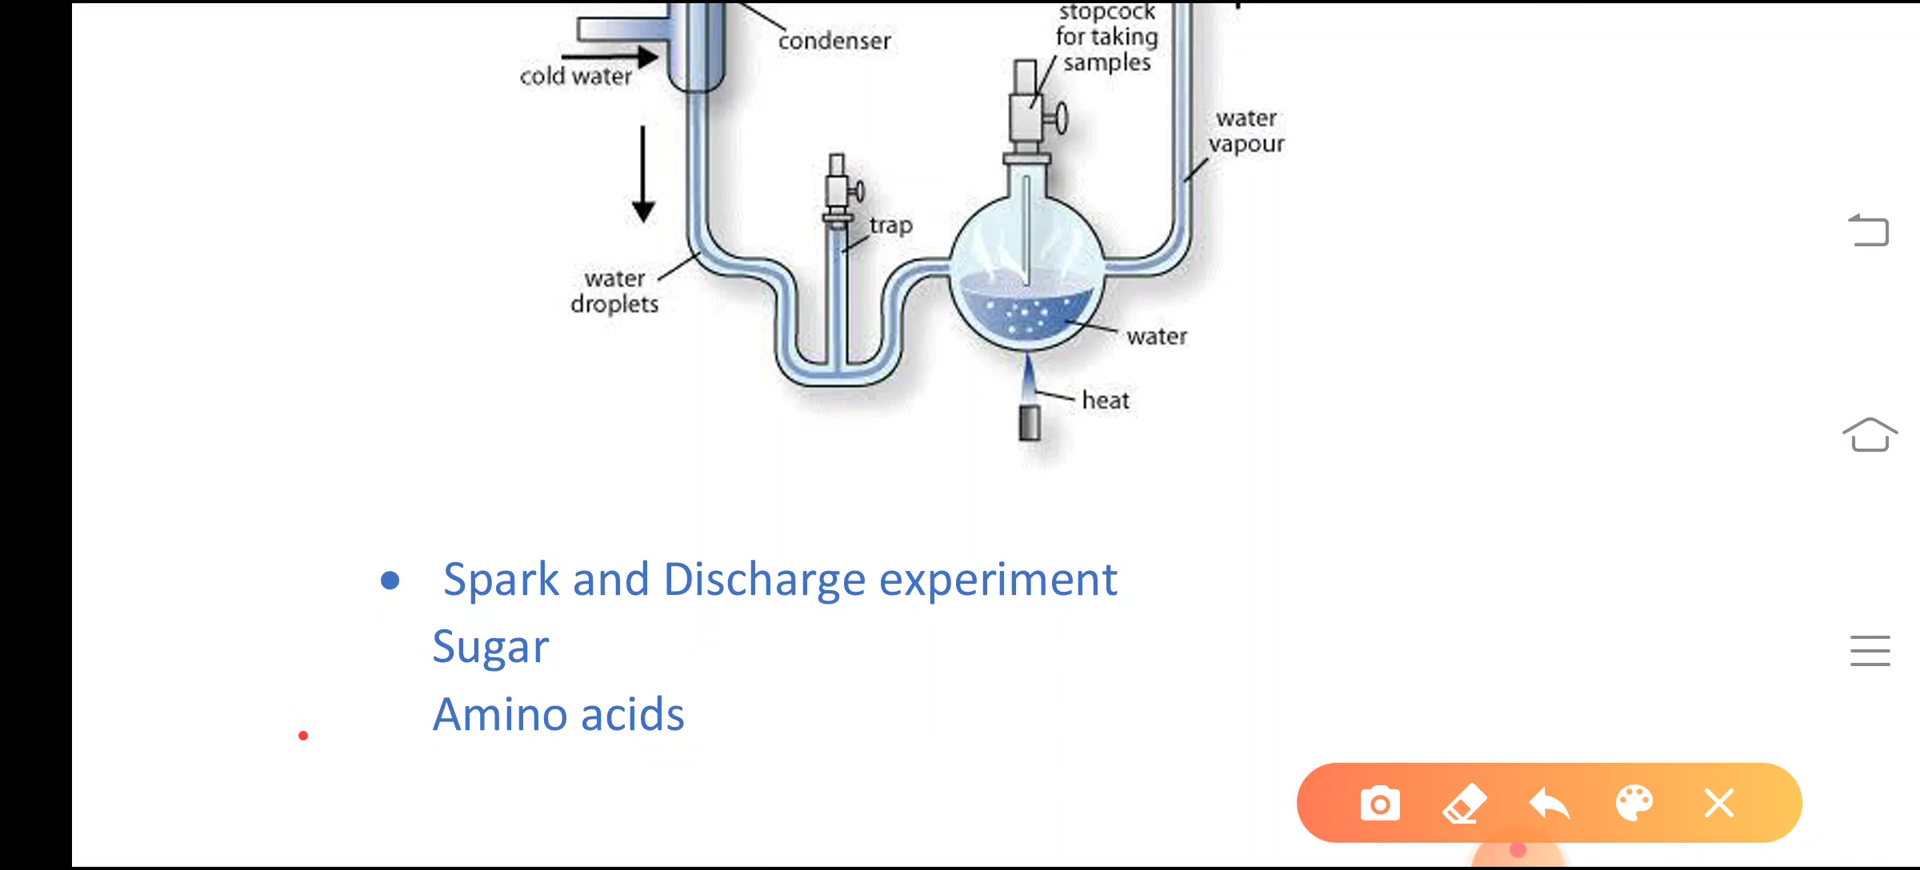 stopcock
for taking
samples
condenser
cold water
water
vapour
trap
water
droplets
water
heat
Spark and Discharge experiment
Sugar
Amino acids